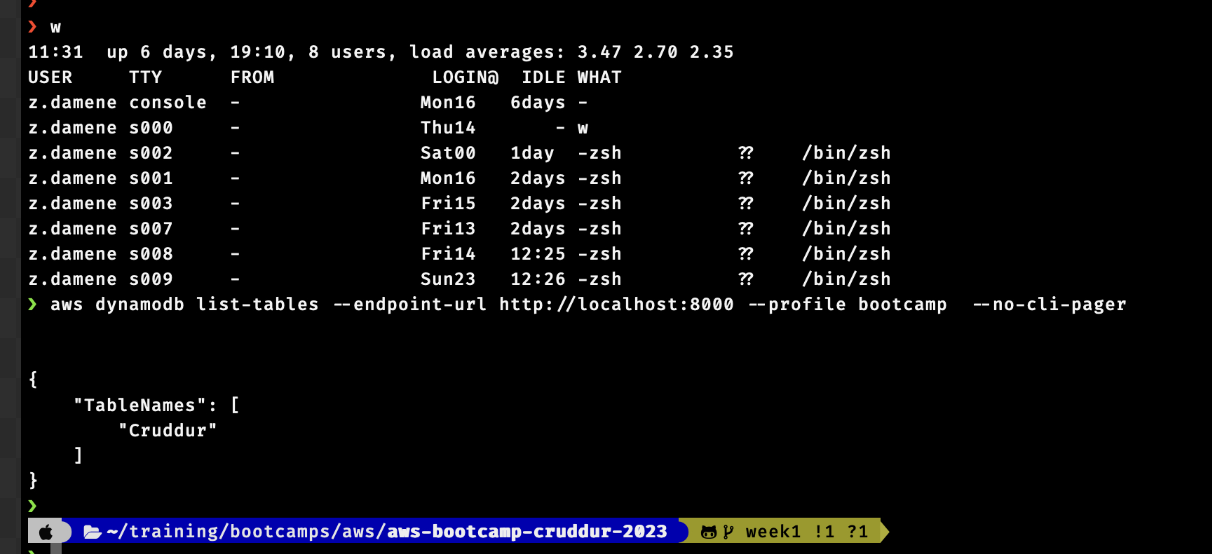 ❯
❯ w
11:31  up 6 days, 19:10, 8 users, load averages: 3.47 2.70 2.35
USER     TTY      FROM              LOGIN@  IDLE WHAT
z.damene console  -                Mon16   6days -
z.damene s000     -                Thu14       - w
z.damene s002     -                Sat00   1day  -zsh          ??    /bin/zsh
z.damene s001     -                Mon16   2days -zsh          ??    /bin/zsh
z.damene s003     -                Fri15   2days -zsh          ??    /bin/zsh
z.damene s007     -                Fri13   2days -zsh          ??    /bin/zsh
z.damene s008     -                Fri14   12:25 -zsh          ??    /bin/zsh
z.damene s009     -                Sun23   12:26 -zsh          ??    /bin/zsh
❯ aws dynamodb list-tables --endpoint-url http://localhost:8000 --profile bootcamp  --no-cli-pager
{
    "TableNames": [
        "Cruddur"
    ]
}
❯
~/training/bootcamps/aws/aws-bootcamp-cruddur-2023 week1 !1 ?1